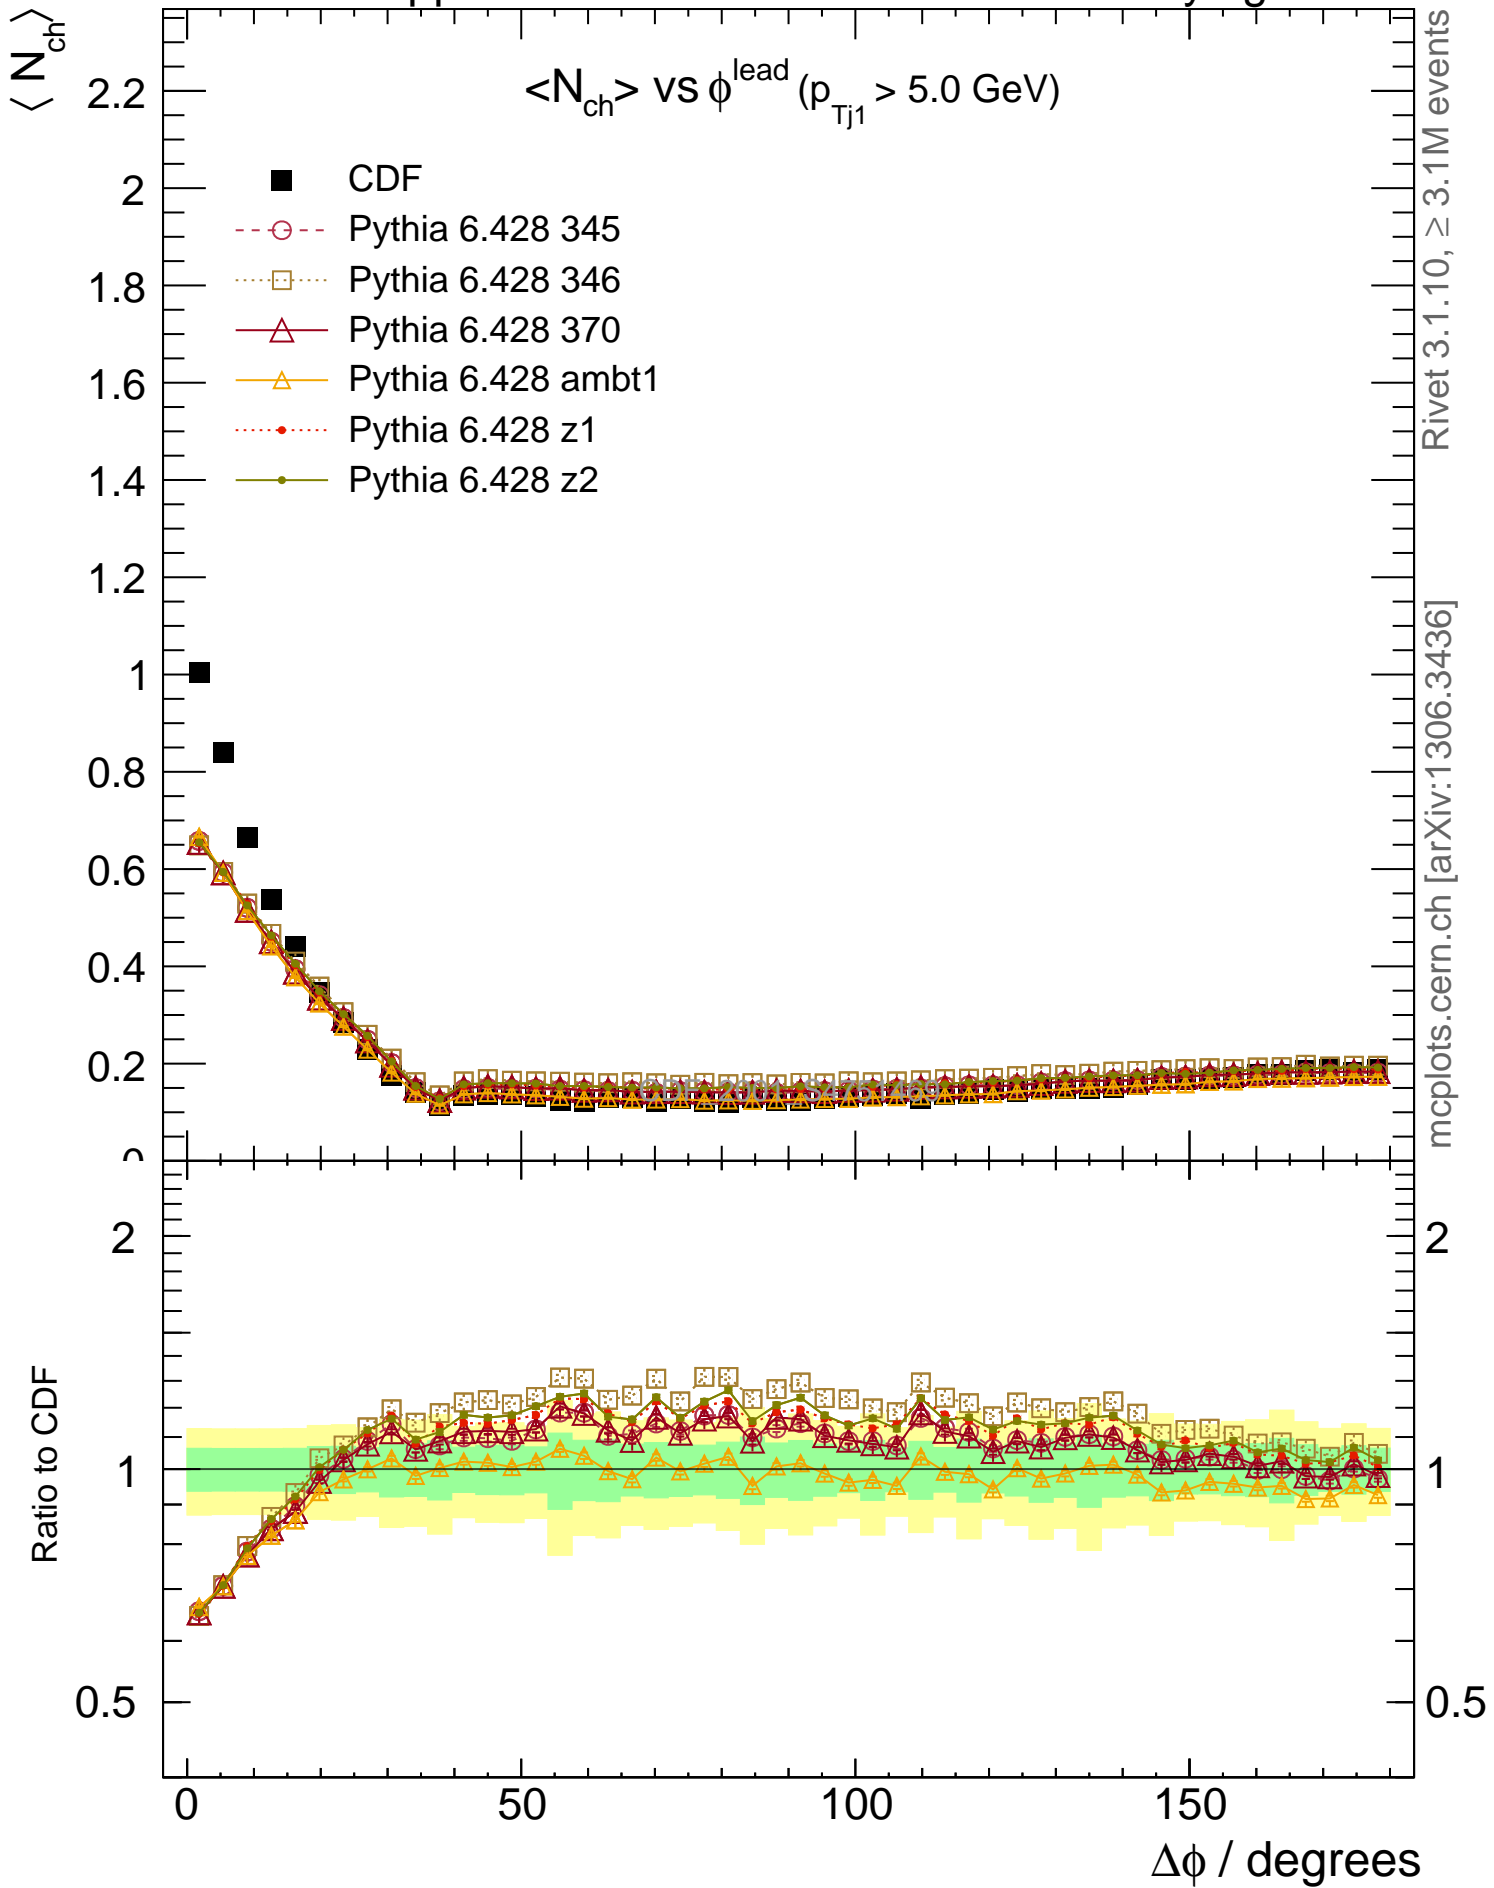 <N_ch> vs ϕ^lead (p_Tj1 > 5.0 GeV)
⟨ N_ch ⟩
CDF
Pythia 6.428 345
Pythia 6.428 346
Pythia 6.428 370
Pythia 6.428 ambt1
Pythia 6.428 z1
Pythia 6.428 z2
2.2
2
1.8
1.6
1.4
1.2
1
0.8
0.6
0.4
0.2
0
Rivet 3.1.10, ≥ 3.1M events
mcplots.cern.ch [arXiv:1306.3436]
Ratio to CDF
2
1
0.5
2
1
0.5
0
50
100
150
Δϕ / degrees